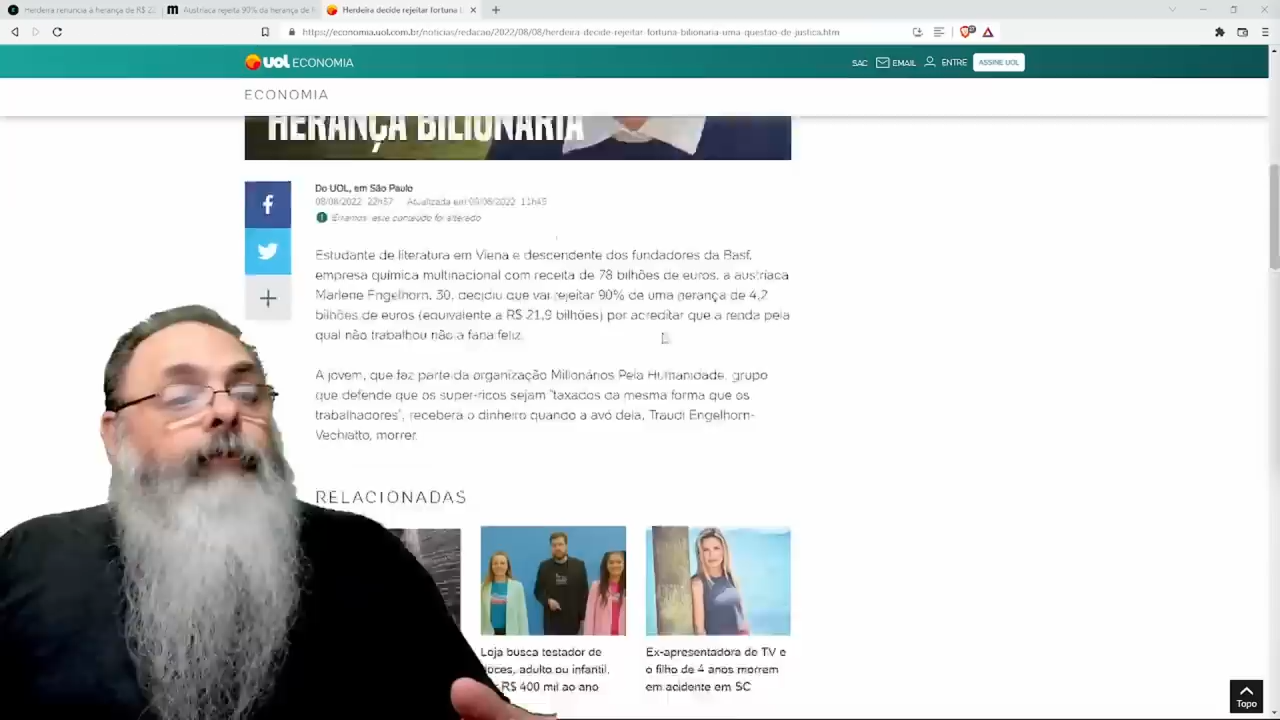 Herdeira renuncia à herança de R$ 22
Austríaca rejeita 90% da herança de R
Herdeira decide rejeitar fortuna b
https://economia.uol.com.br/noticias/redacao/2022/08/08/herdeira-decide-rejeitar-fortuna-bilionaria-uma-questao-de-justica.htm
UOL ECONOMIA
SAC
EMAIL
ENTRE
ASSINE UOL
ECONOMIA
HERANÇA BILIONÁRIA
Do UOL, em São Paulo
08/08/2022 22h57 Atualizada em 09/08/2022 11h45
Erramos: este conteúdo foi alterado
Estudante de literatura em Viena e descendente dos fundadores da Basf,
empresa química multinacional com receita de 78 bilhões de euros, a austríaca
Marlene Engelhorn, 30, decidiu que vai rejeitar 90% de uma herança de 4,2
bilhões de euros (equivalente a R$ 21,9 bilhões) por acreditar que a renda pela
qual não trabalhou não a faria feliz.
A jovem, que faz parte da organização Milionários Pela Humanidade, grupo
que defende que os super-ricos sejam "taxados da mesma forma que os
trabalhadores", receberá o dinheiro quando a avó dela, Traudl Engelhorn-
Vechiatto, morrer.
RELACIONADAS
Loja busca testador de
doces, adulto ou infantil,
R$ 400 mil ao ano
Ex-apresentadora de TV e
o filho de 4 anos morrem
em acidente em SC
Topo